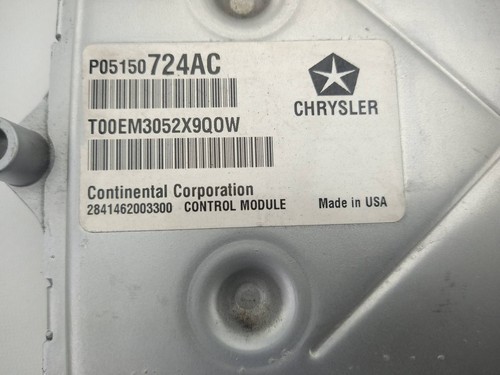 P05150724AC
CHRYSLER
T00EM3052X9Q0W
Continental Corporation
2841462003300 CONTROL MODULE Made in USA